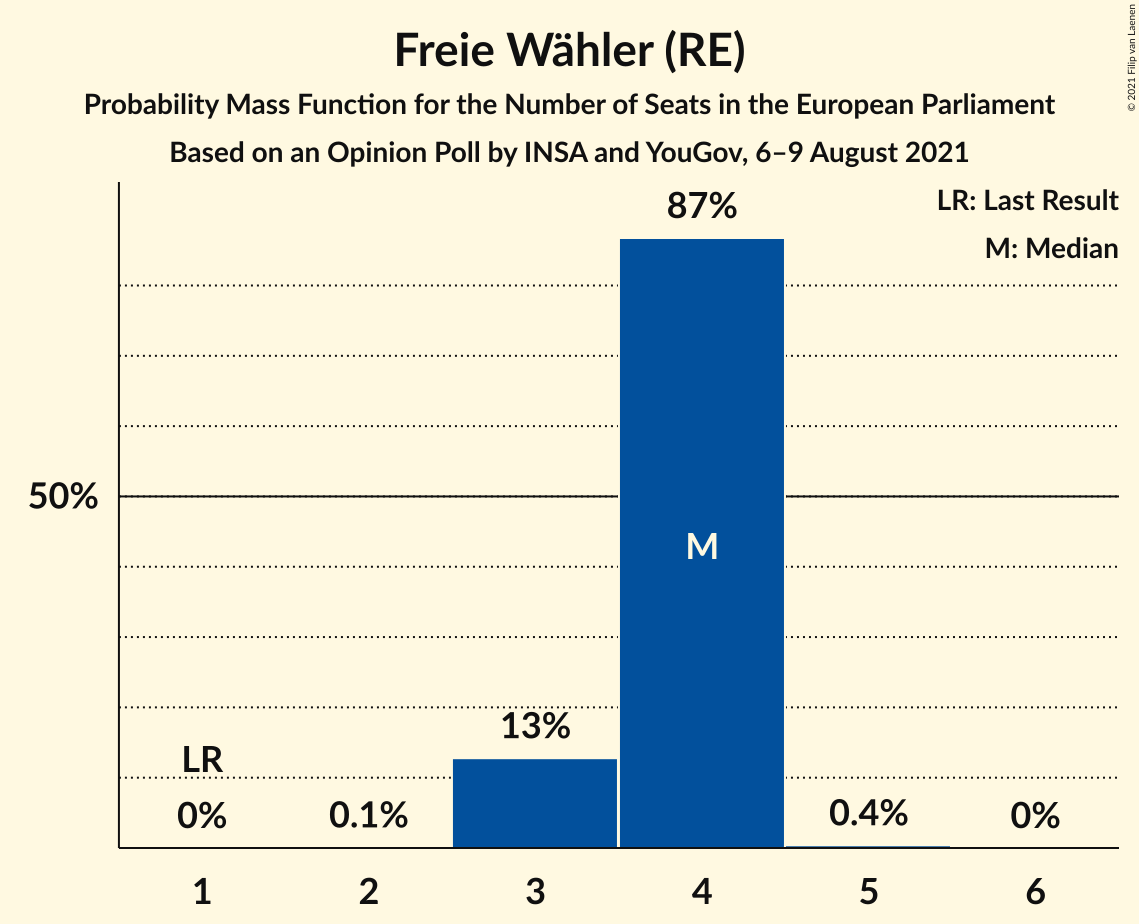 Freie Wähler (RE)
Probability Mass Function for the Number of Seats in the European Parliament
Based on an Opinion Poll by INSA and YouGov, 6–9 August 2021
© 2021 Filip van Laenen
LR: Last Result
M: Median
87%
50%
M
13%
LR
0%
0.1%
0.4%
0%
1 2 3 4 5 6